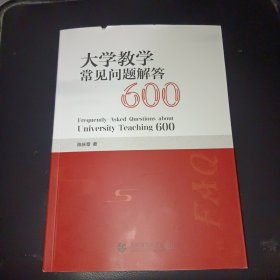 大学教学
常见问题解答
600
Frequently Asked Questions about
University Teaching 600
著
FAQ